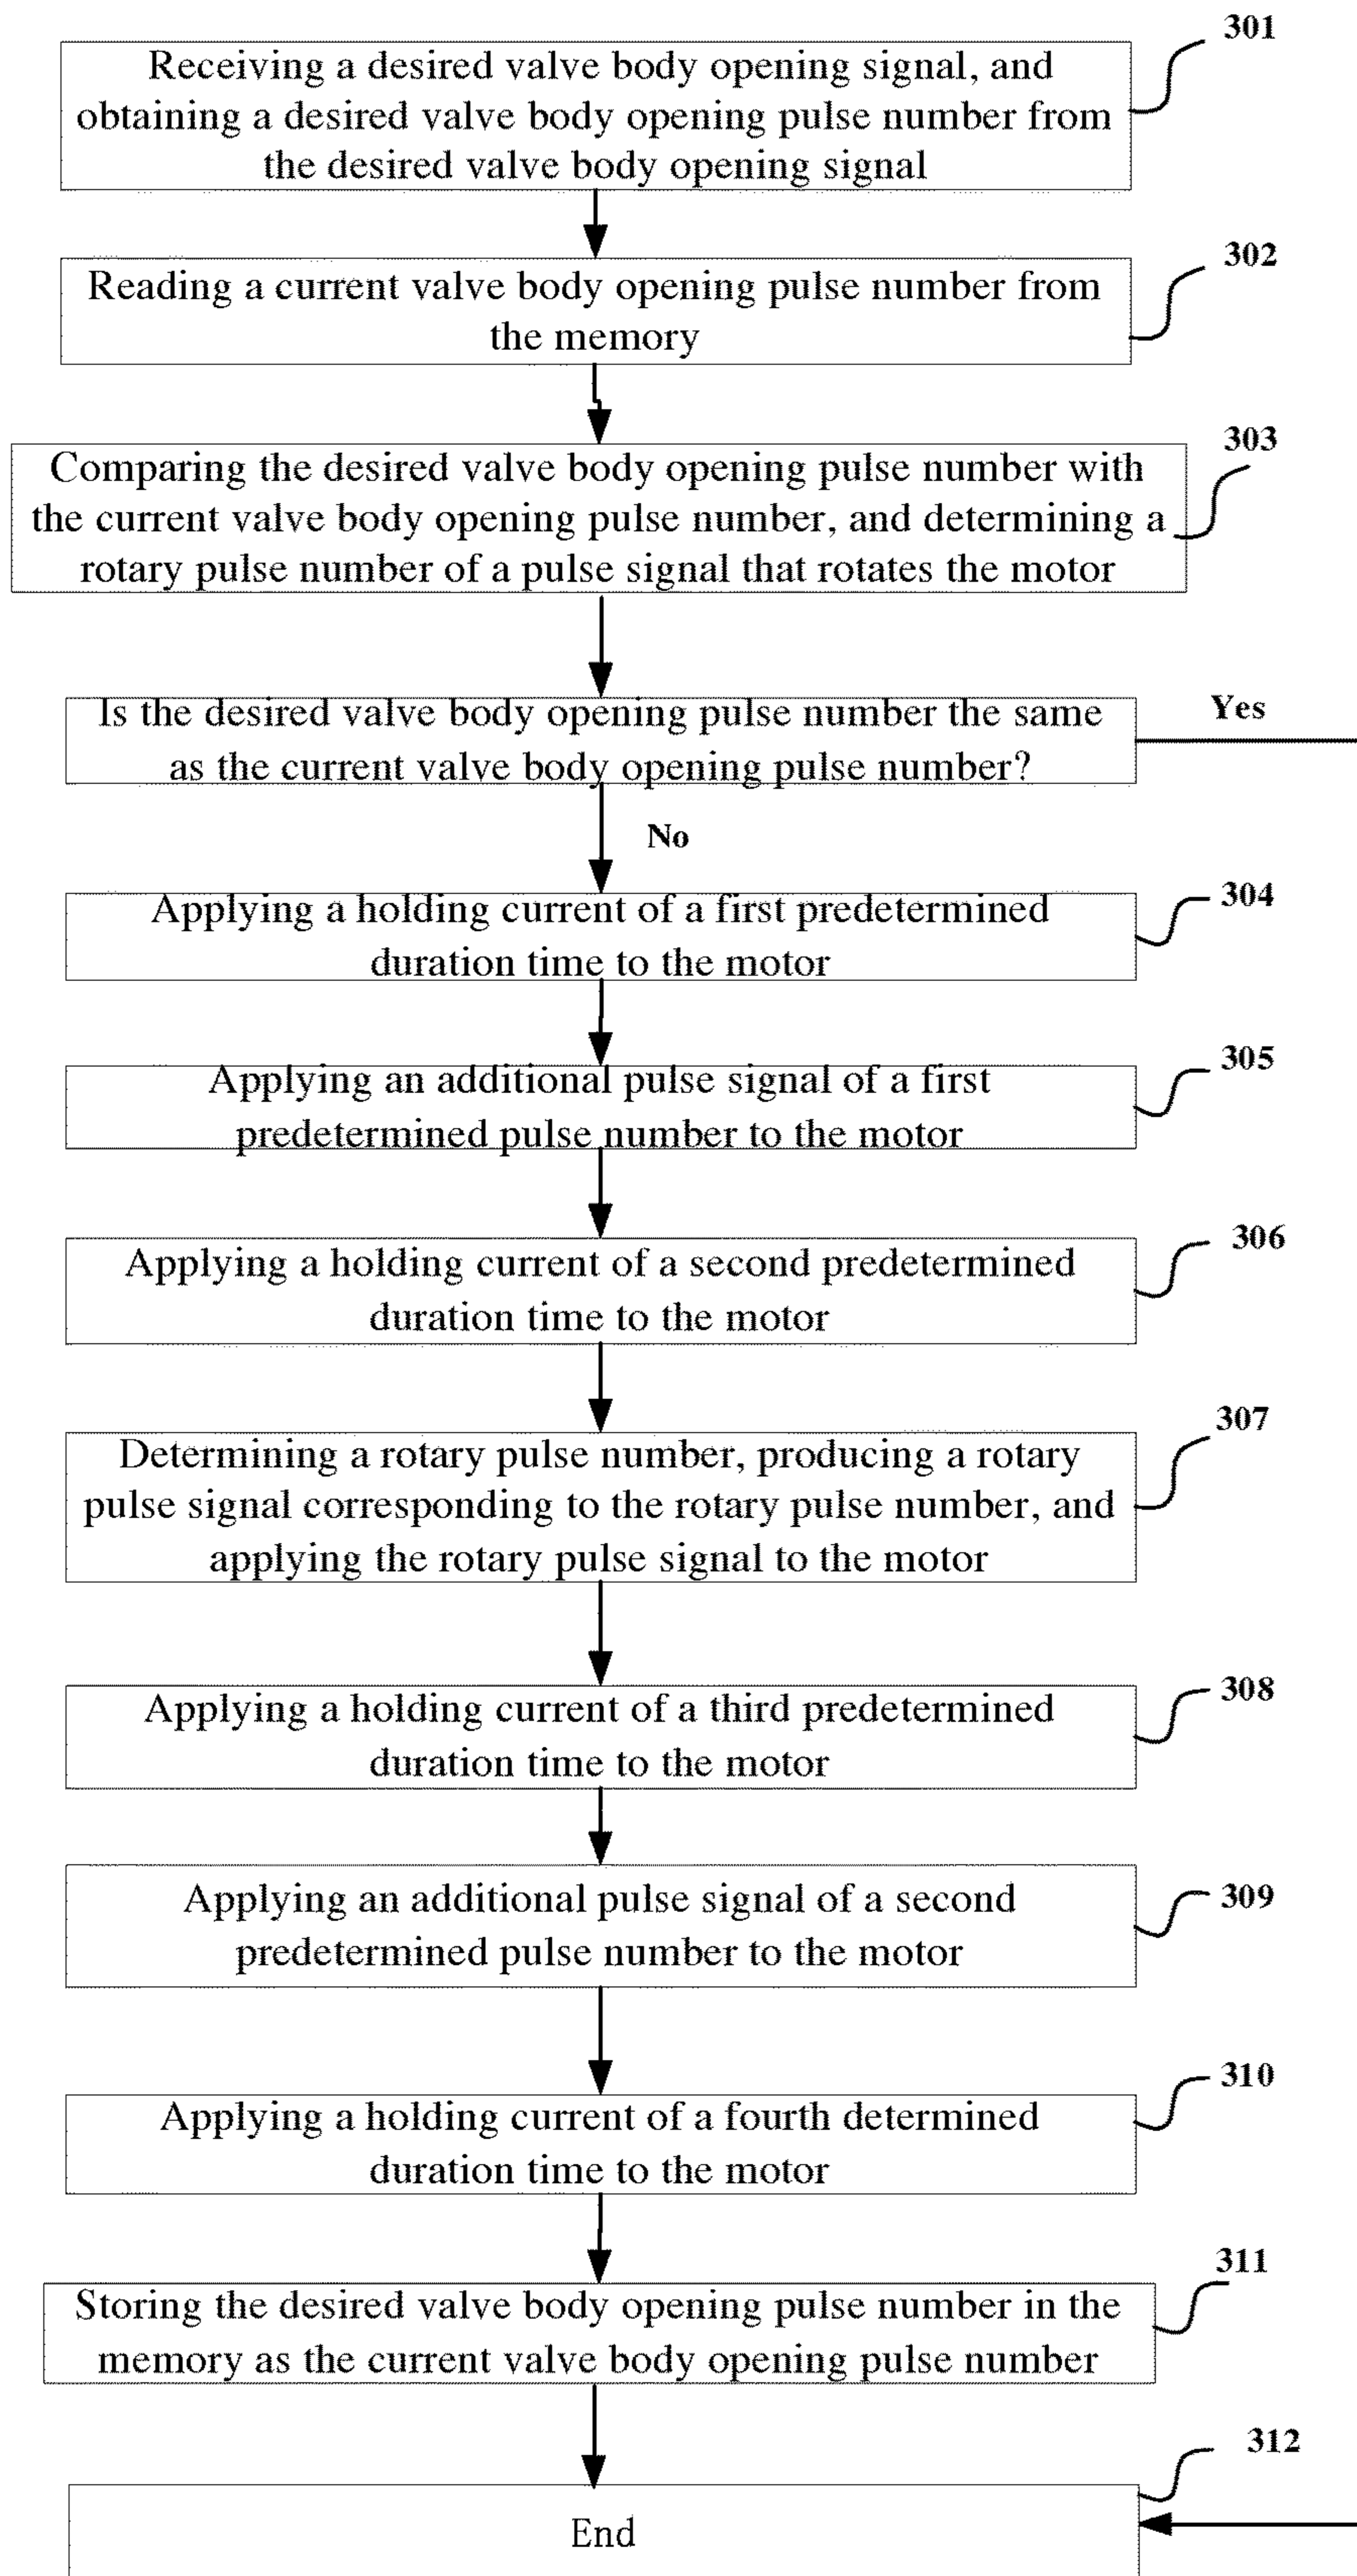 301
Receiving a desired valve body opening signal, and
obtaining a desired valve body opening pulse number from
the desired valve body opening signal
302
Reading a current valve body opening pulse number from
the memory
303
Comparing the desired valve body opening pulse number with
the current valve body opening pulse number, and determining a
rotary pulse number of a pulse signal that rotates the motor
Is the desired valve body opening pulse number the same
as the current valve body opening pulse number?
Yes
No
304
Applying a holding current of a first predetermined
duration time to the motor
305
Applying an additional pulse signal of a first
predetermined pulse number to the motor
306
Applying a holding current of a second predetermined
duration time to the motor
307
Determining a rotary pulse number, producing a rotary
pulse signal corresponding to the rotary pulse number, and
applying the rotary pulse signal to the motor
308
Applying a holding current of a third predetermined
duration time to the motor
309
Applying an additional pulse signal of a second
predetermined pulse number to the motor
310
Applying a holding current of a fourth determined
duration time to the motor
311
Storing the desired valve body opening pulse number in the
memory as the current valve body opening pulse number
312
End